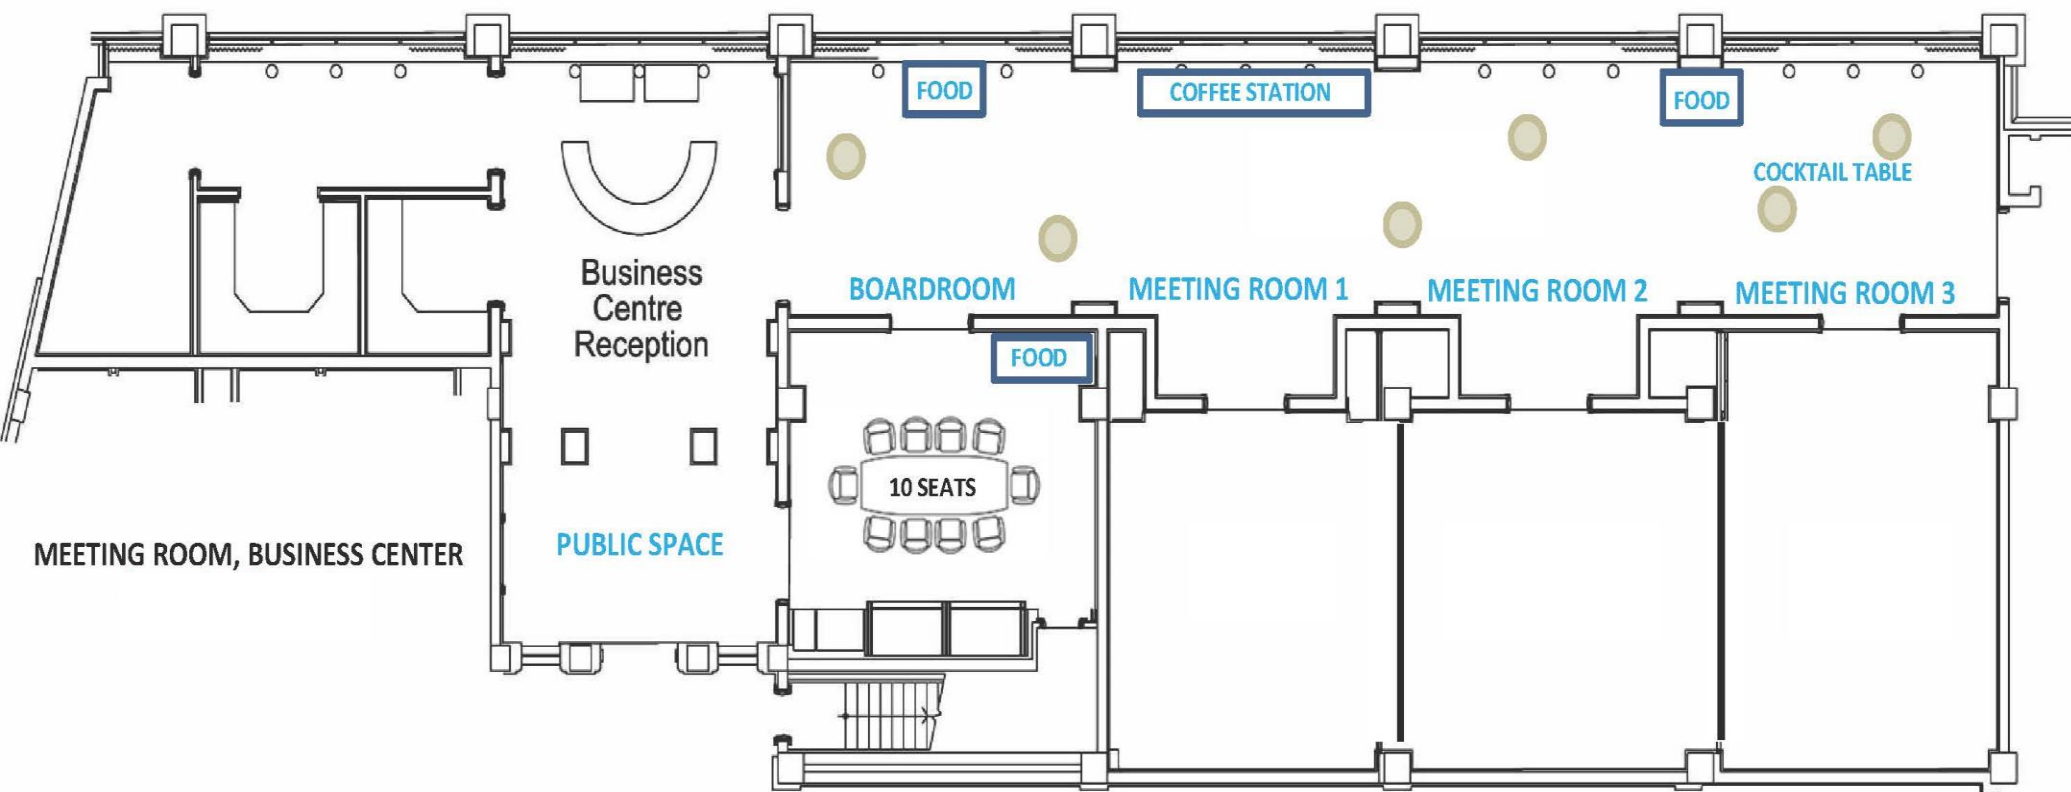 FOOD
COFFEE STATION
FOOD
COCKTAIL TABLE
Business
Centre
Reception
BOARDROOM
MEETING ROOM 1
MEETING ROOM 2
MEETING ROOM 3
FOOD
10 SEATS
MEETING ROOM, BUSINESS CENTER
PUBLIC SPACE